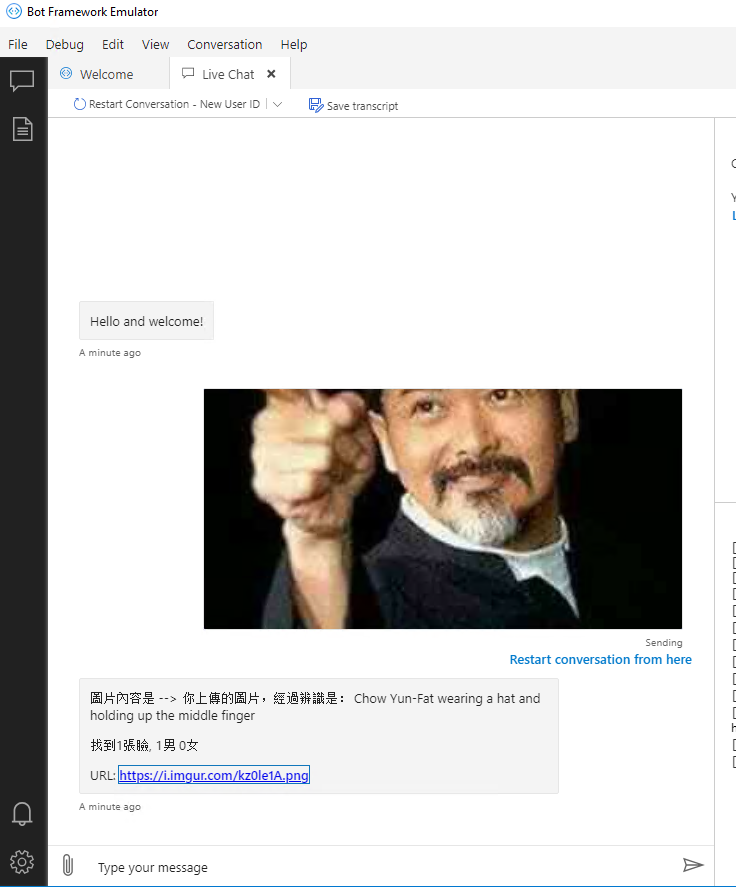 Bot Framework Emulator
File Debug Edit View Conversation Help
Welcome Live Chat
Restart Conversation - New User ID Save transcript
Hello and welcome!
A minute ago
Sending
Restart conversation from here
圖片內容是 --> 你上傳的圖片，經過辨識是： Chow Yun-Fat wearing a hat and
holding up the middle finger
找到1張臉, 1男 0女
URL: https://i.imgur.com/kz0le1A.png
A minute ago
Type your message